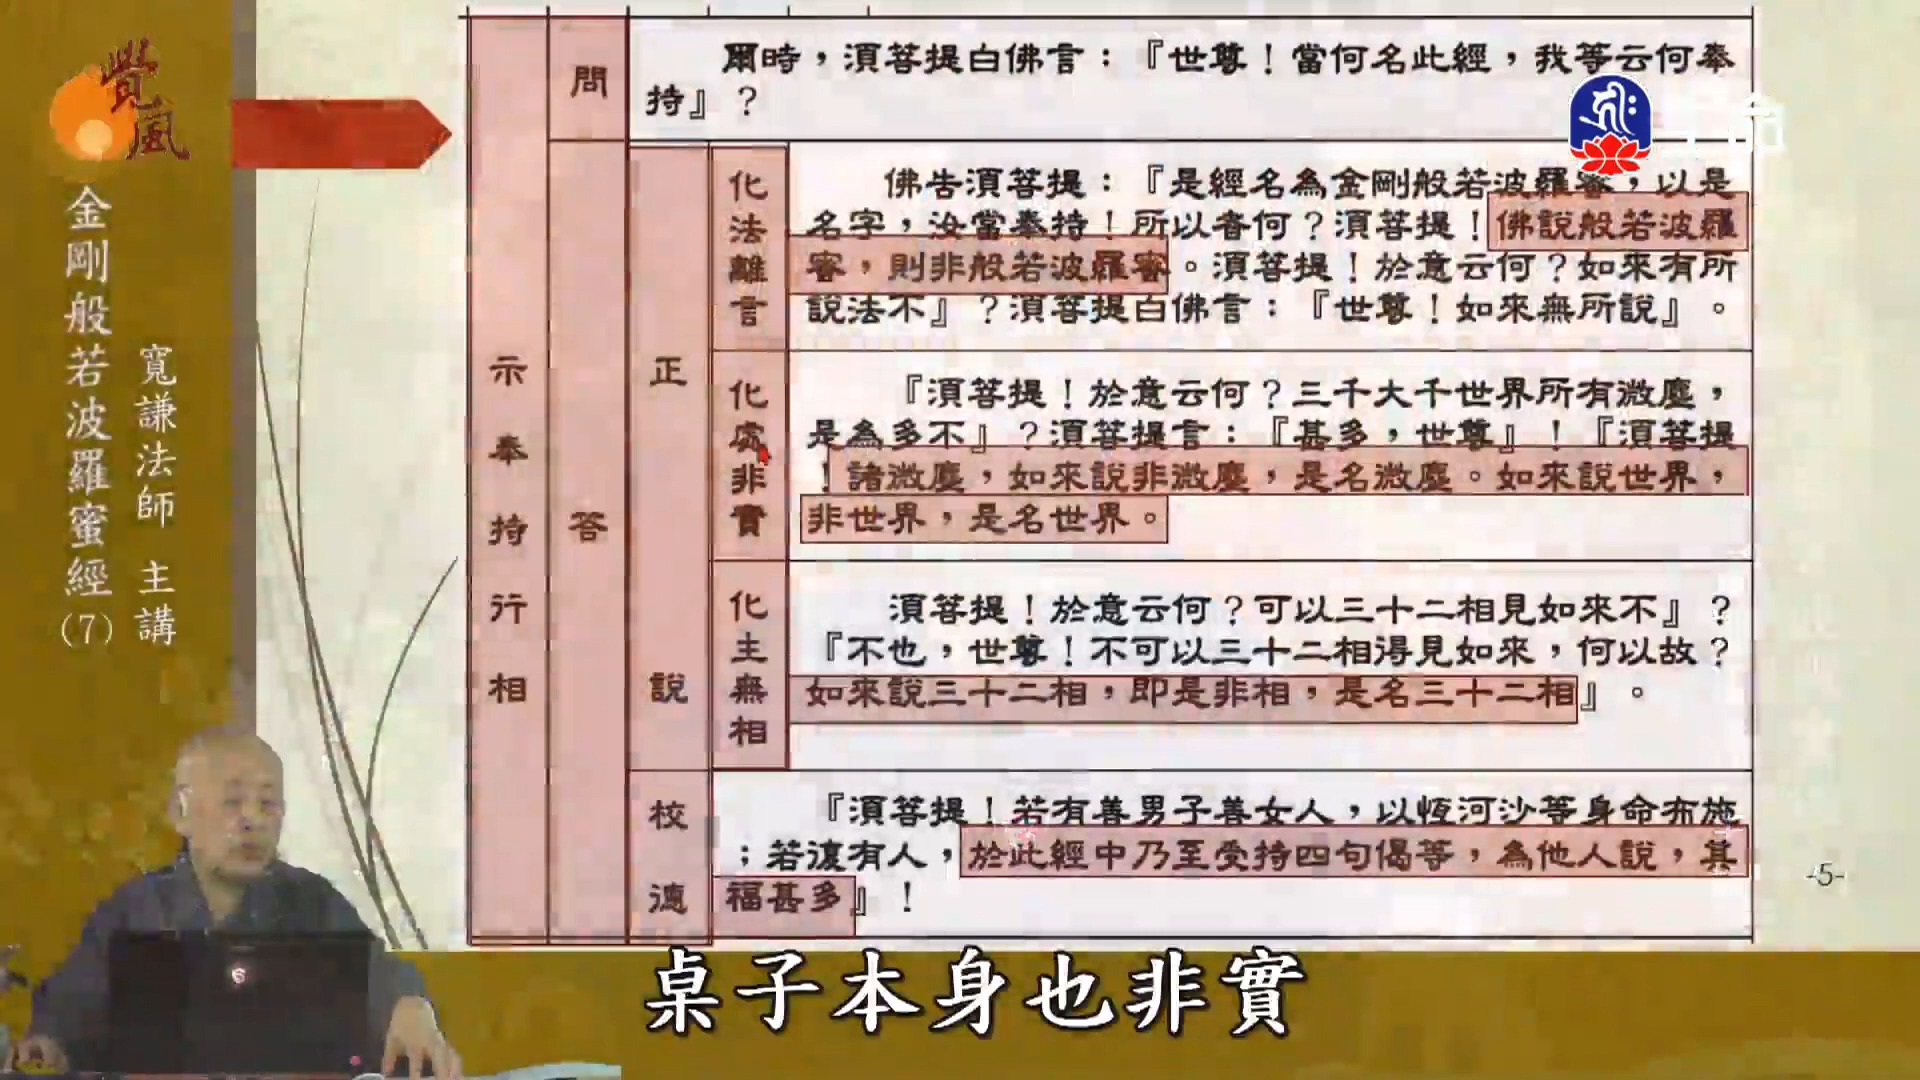 覺風
金剛般若波羅蜜經(7)
寬謙法師 主講
示奉持行相
問
爾時，須菩提白佛言：『世尊！當何名此經，我等云何奉
持』？
答
正說
化法離言
佛告須菩提：『是經名為金剛般若波羅蜜，以是
名字，汝當奉持！所以者何？須菩提！佛說般若波羅
蜜，則非般若波羅蜜。須菩提！於意云何？如來有所
說法不』？須菩提白佛言：『世尊！如來無所說』。
化處非實
『須菩提！於意云何？三千大千世界所有微塵，
是為多不』？須菩提言：『甚多，世尊』！『須菩提
！諸微塵，如來說非微塵，是名微塵。如來說世界，
非世界，是名世界。
化主無相
須菩提！於意云何？可以三十二相見如來不』？
『不也，世尊！不可以三十二相得見如來，何以故？
如來說三十二相，即是非相，是名三十二相』。
校德
『須菩提！若有善男子善女人，以恆河沙等身命布施
；若復有人，於此經中乃至受持四句偈等，為他人說，其
福甚多』！
-5-
桌子本身也非實